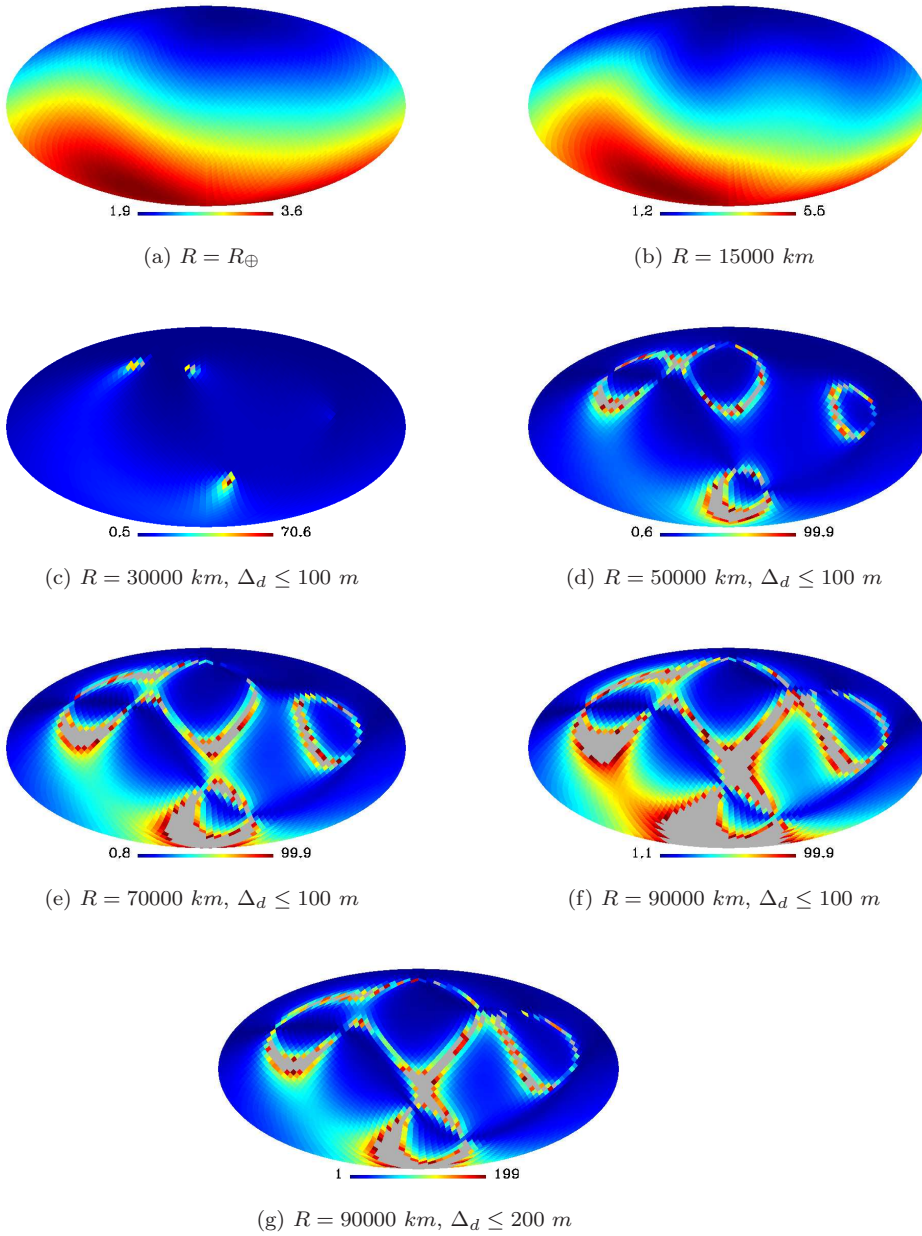 1.9 3.6
1.2 5.5
(a) R = R⊕
(b) R = 15000 km
0.5 70.6
0.6 99.9
(c) R = 30000 km, Δd ≤ 100 m
(d) R = 50000 km, Δd ≤ 100 m
0.8 99.9
1.1 99.9
(e) R = 70000 km, Δd ≤ 100 m
(f) R = 90000 km, Δd ≤ 100 m
1 199
(g) R = 90000 km, Δd ≤ 200 m